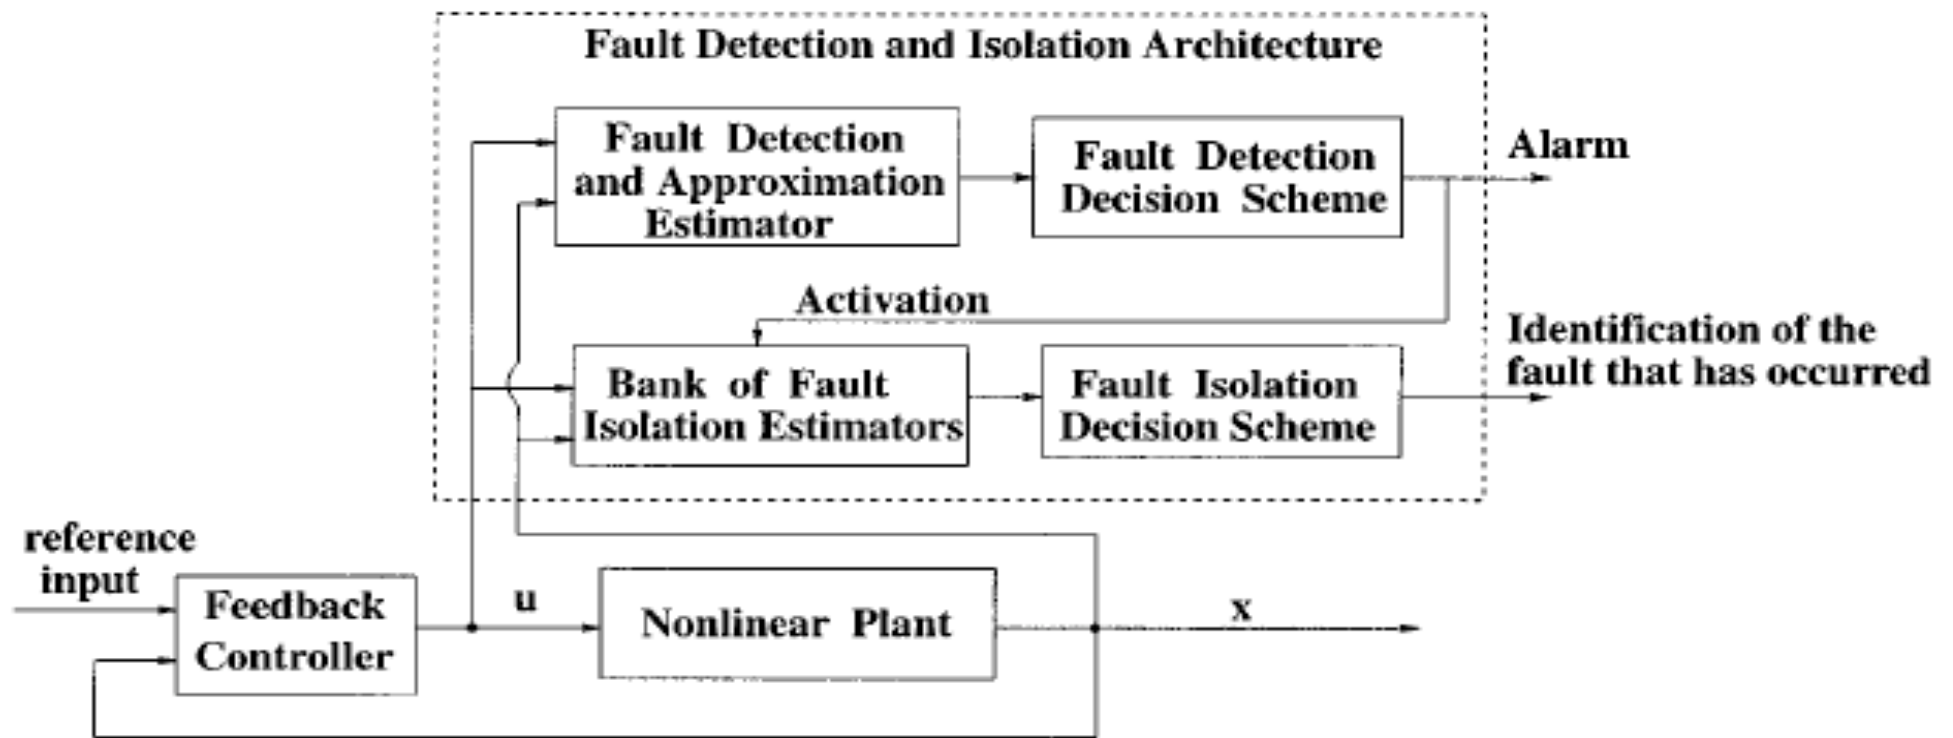 Fault Detection and Isolation Architecture
Fault Detection
and Approximation
Estimator
Fault Detection
Decision Scheme
Alarm
Activation
Bank of Fault
Isolation Estimators
Fault Isolation
Decision Scheme
Identification of the
fault that has occurred
reference
input
Feedback
Controller
u
Nonlinear Plant
x